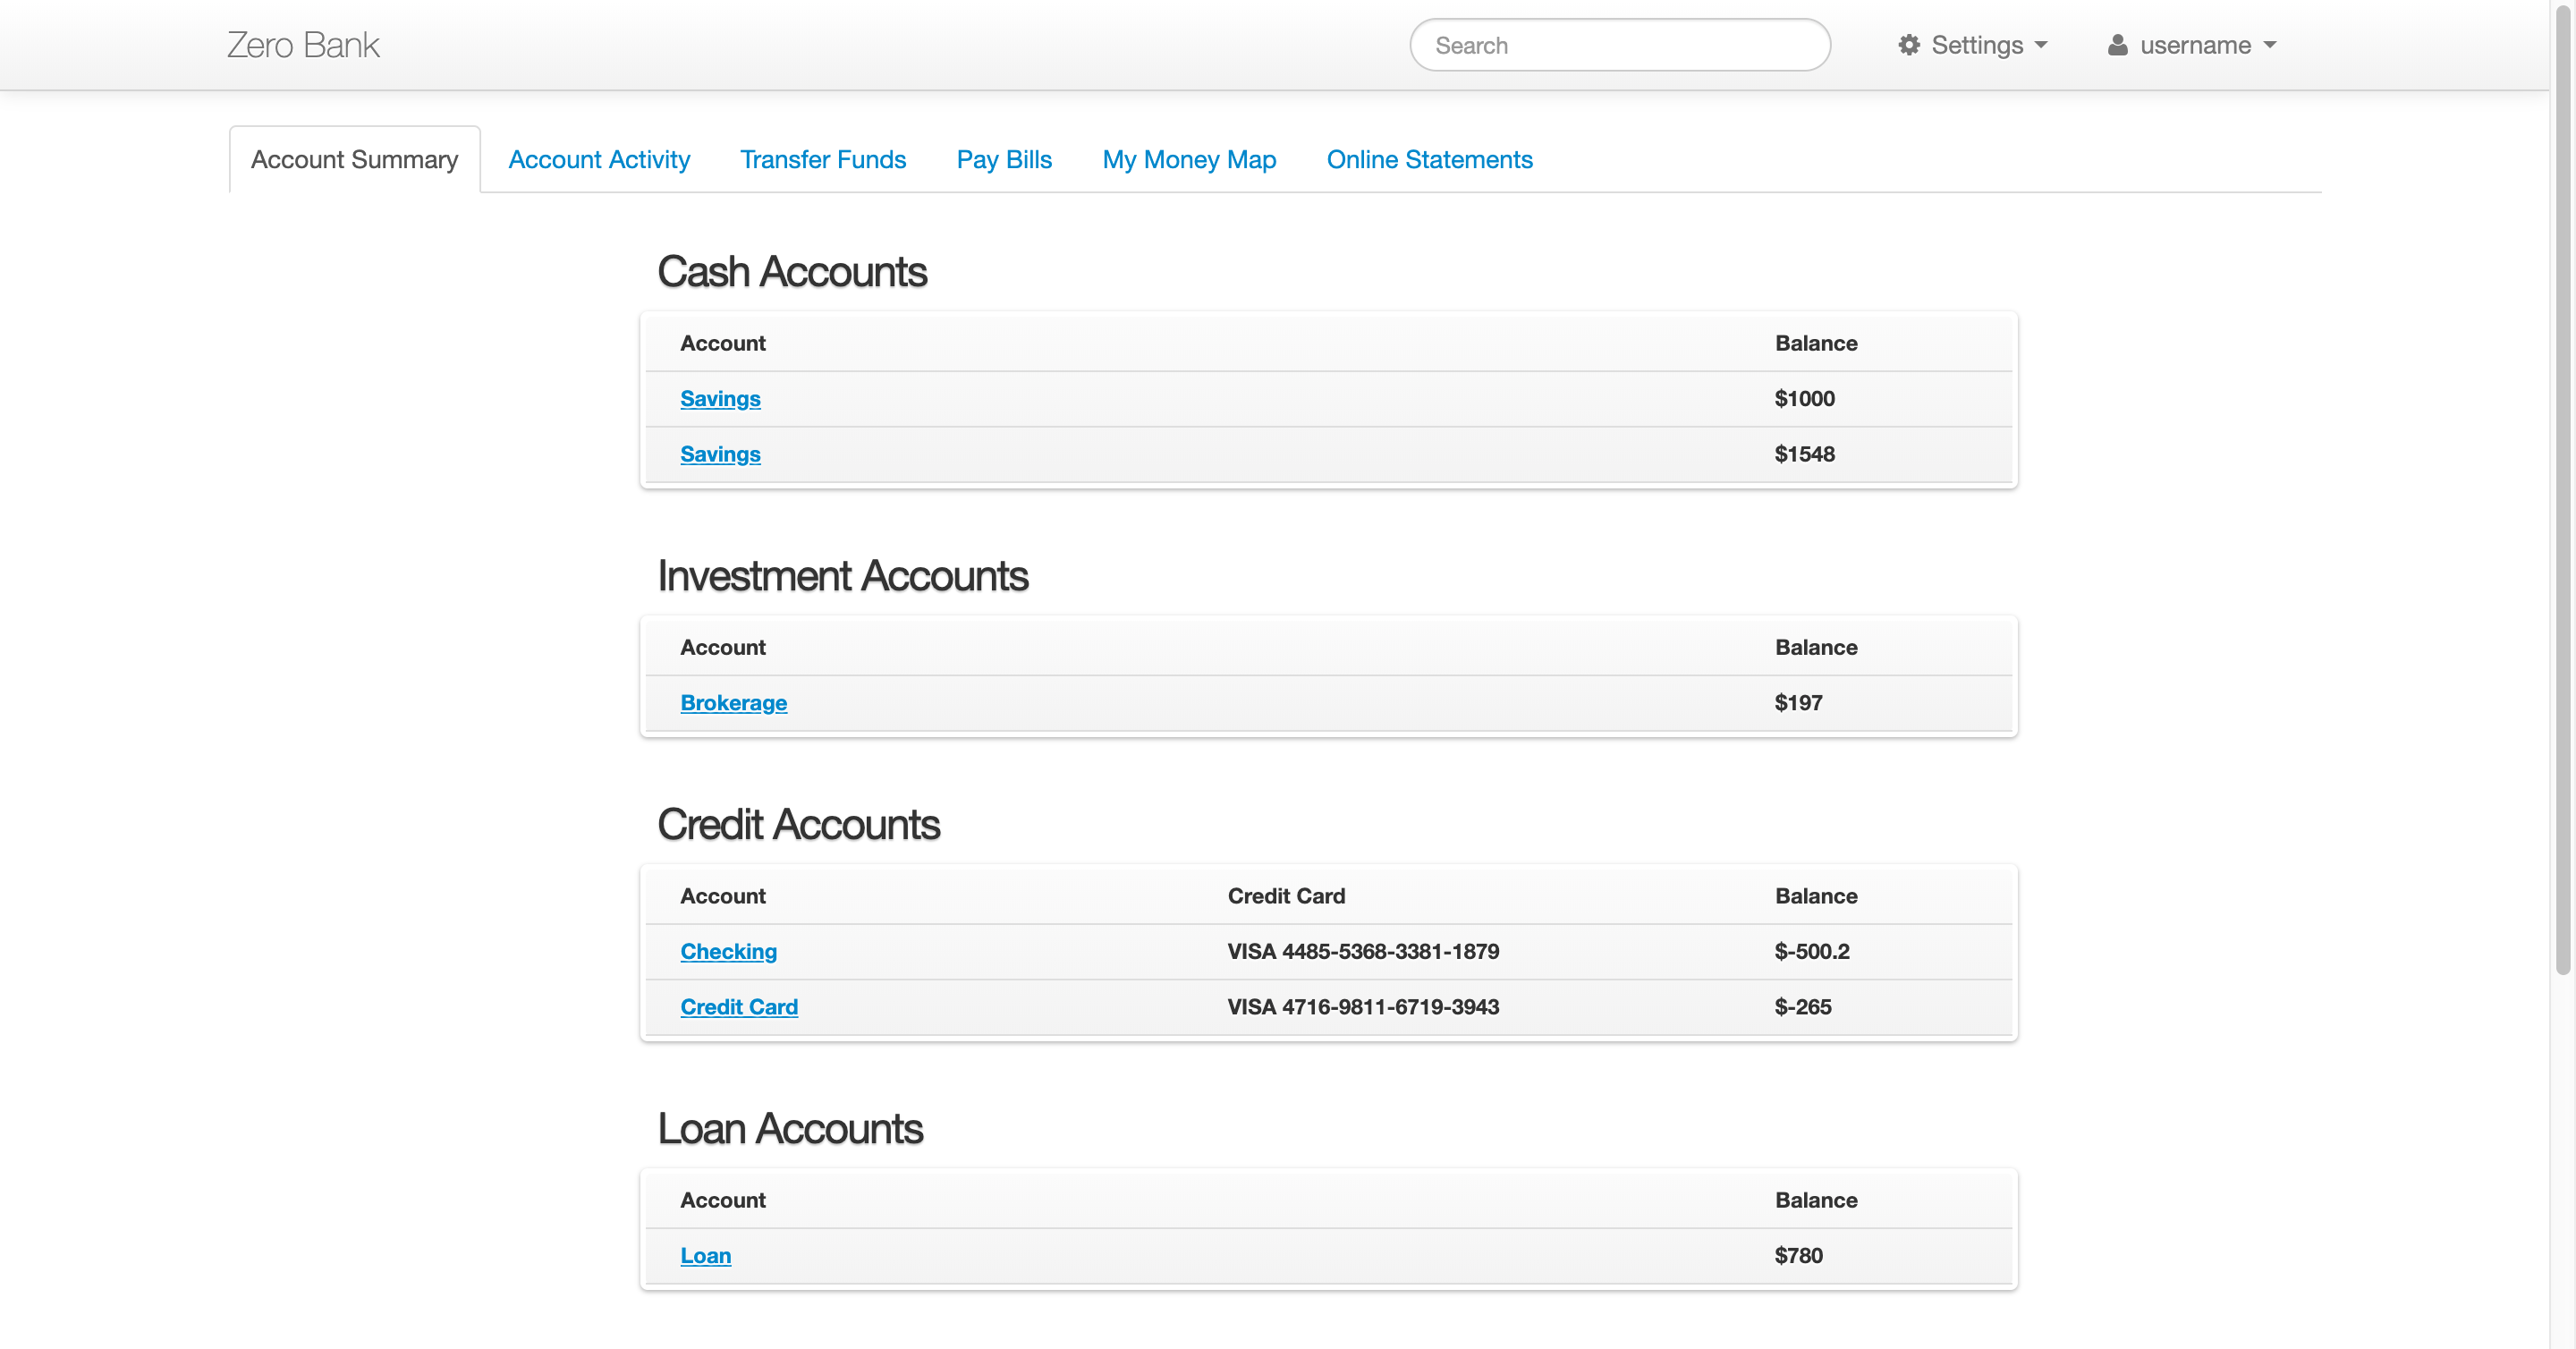 Zero Bank
Search
Settings
username
Account Summary Account Activity Transfer Funds Pay Bills My Money Map Online Statements
Cash Accounts
Account Balance
Savings $1000
Savings $1548
Investment Accounts
Account Balance
Brokerage $197
Credit Accounts
Account Credit Card Balance
Checking VISA 4485-5368-3381-1879 $-500.2
Credit Card VISA 4716-9811-6719-3943 $-265
Loan Accounts
Account Balance
Loan $780